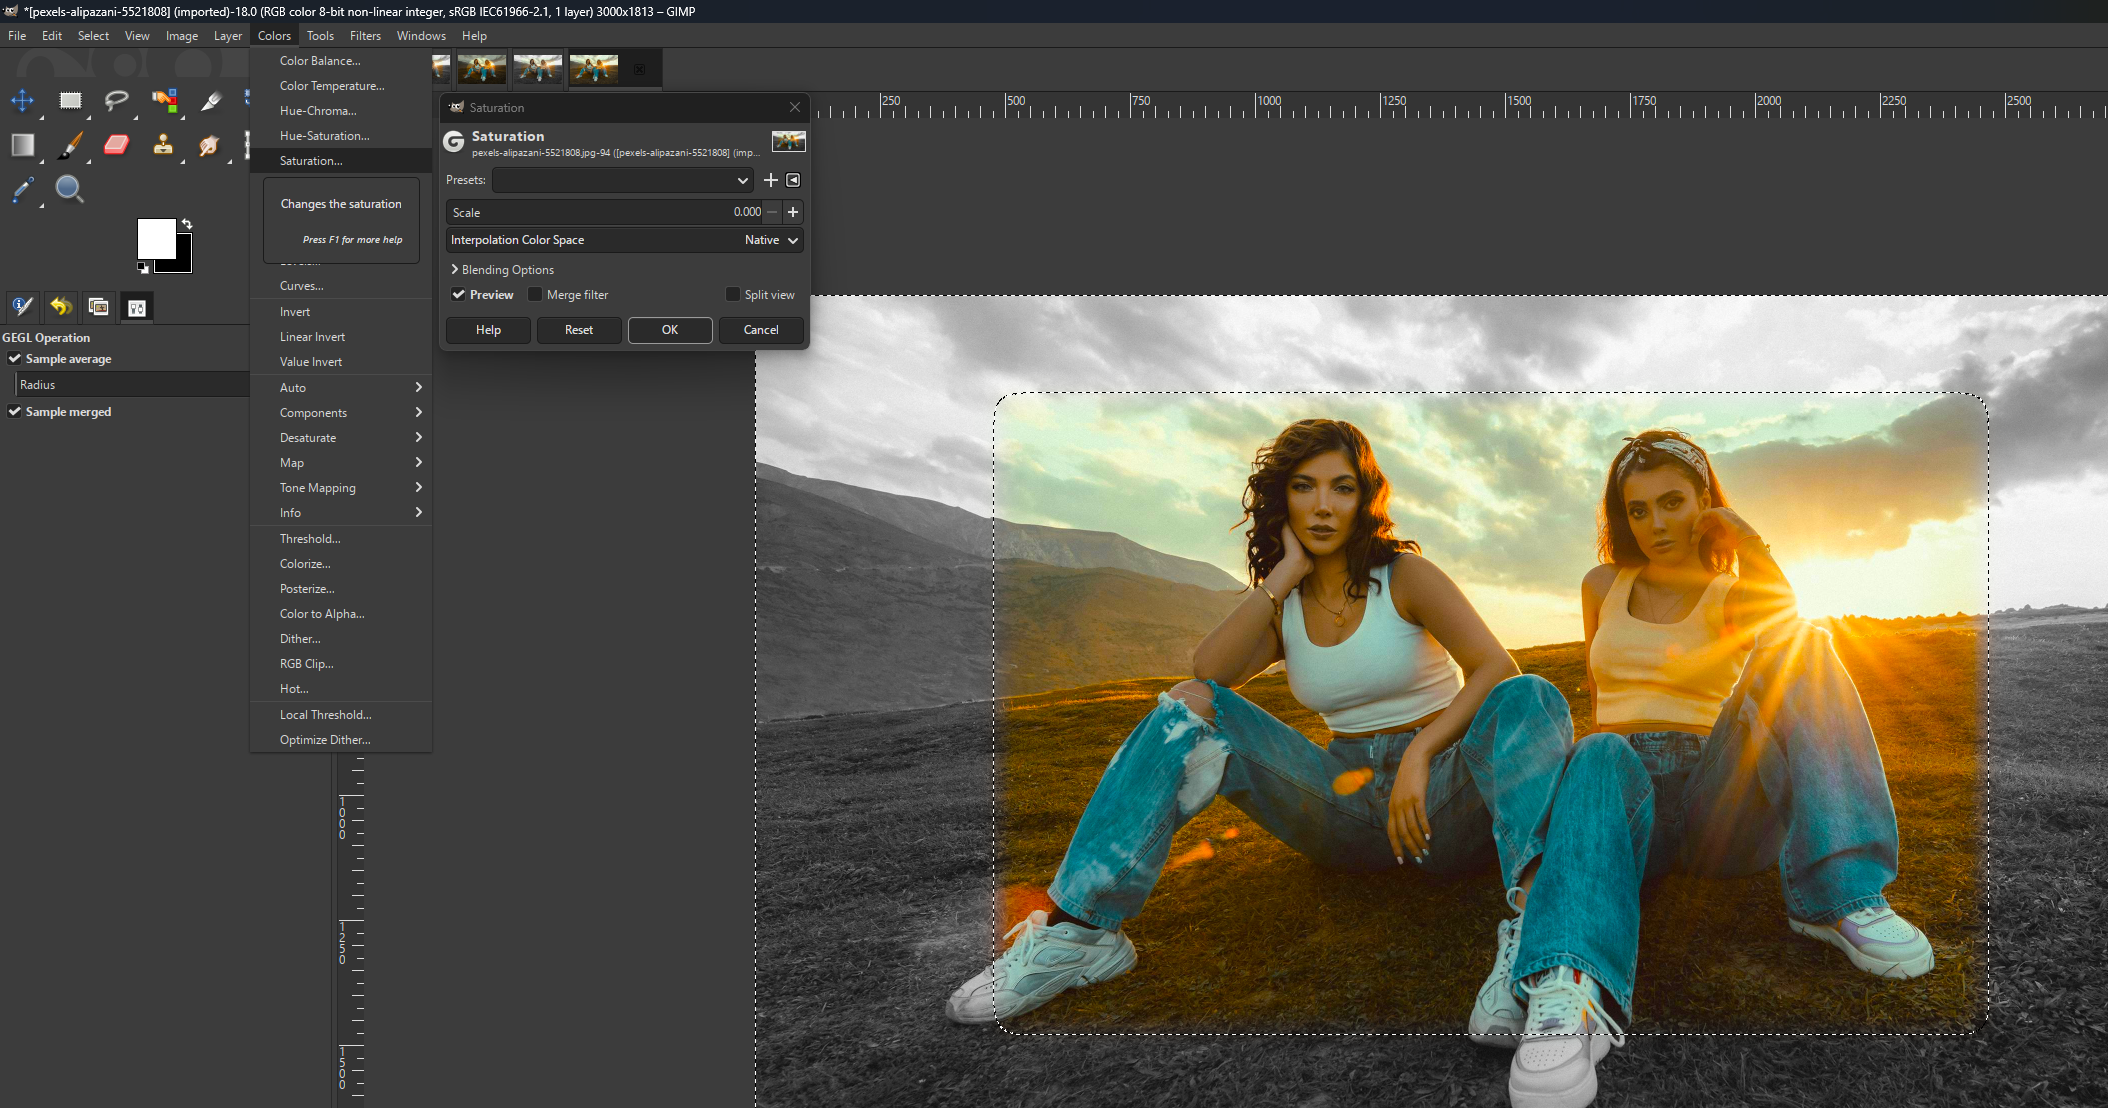 *[pexels-alipazani-5521808] (imported)-18.0 (RGB color 8-bit non-linear integer, sRGB IEC61966-2.1, 1 layer) 3000x1813 – GIMP
File Edit Select View Image Layer Colors Tools Filters Windows Help
Color Balance...
Color Temperature...
Hue-Chroma...
Hue-Saturation...
Saturation...
Changes the saturation
Press F1 for more help
Curves...
Invert
Linear Invert
Value Invert
Auto
Components
Desaturate
Map
Tone Mapping
Info
Threshold...
Colorize...
Posterize...
Color to Alpha...
Dither...
RGB Clip...
Hot...
Local Threshold...
Optimize Dither...
GEGL Operation
Sample average
Radius
Sample merged
Saturation
Saturation
pexels-alipazani-5521808.jpg-94 ([pexels-alipazani-5521808] (imp...
Presets:
Scale 0.000
Interpolation Color Space Native
Blending Options
Preview Merge filter Split view
Help Reset OK Cancel
250 500 750 1000 1250 1500 1750 2000 2250 2500
1000
1250
1500